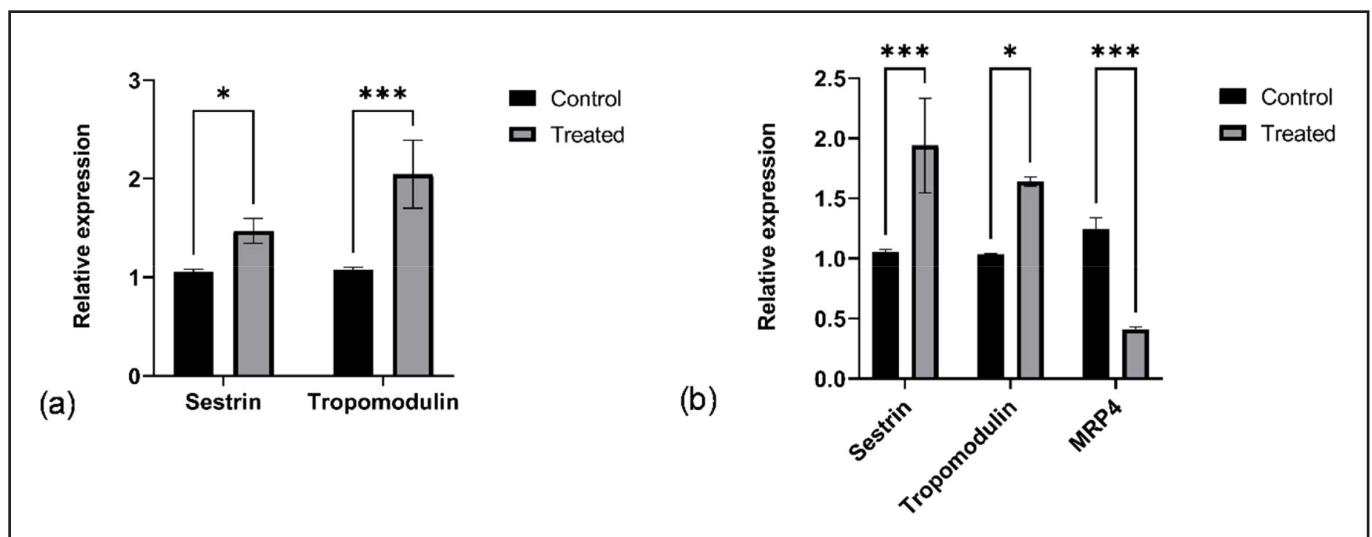 3
2
1
0
Relative expression
*
***
Control
Treated
Sestrin
Tropomodulin
(a)
2.5
2.0
1.5
1.0
0.5
0.0
Relative expression
***
*
***
Control
Treated
Sestrin
Tropomodulin
MRP4
(b)